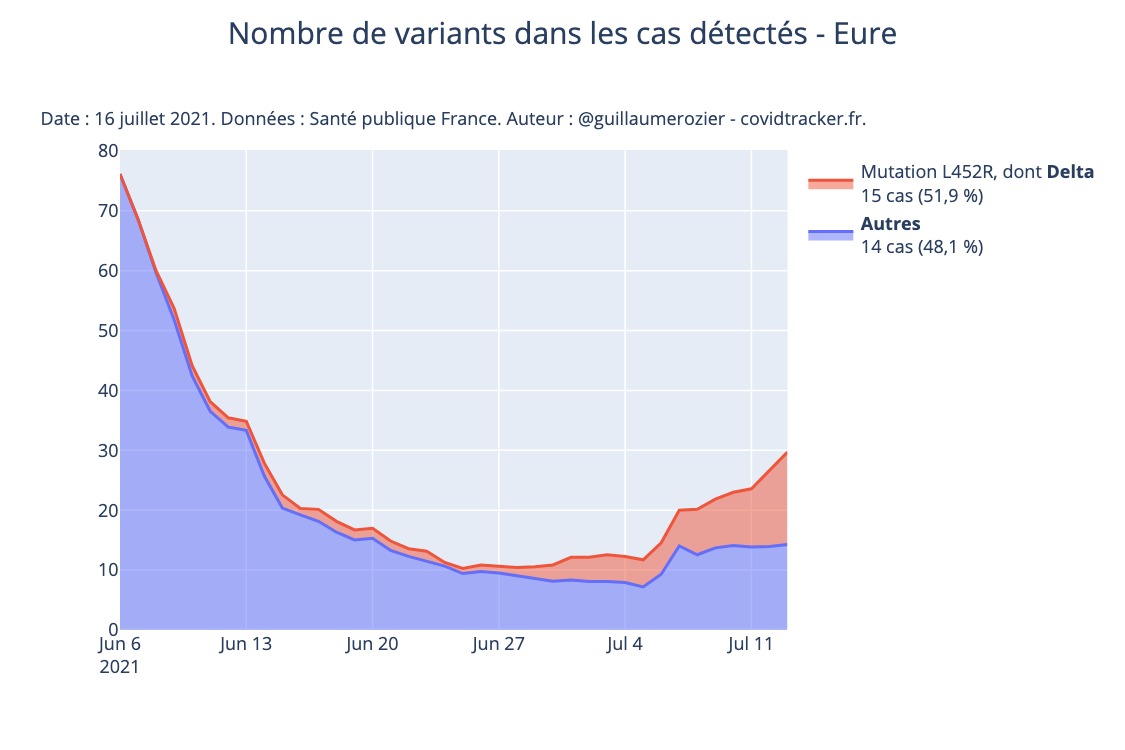 Nombre de variants dans les cas détectés - Eure
Date : 16 juillet 2021. Données : Santé publique France. Auteur : @guillaumerozier - covidtracker.fr.
80
70
60
50
40
30
20
10
0
Jun 6
2021
Jun 13
Jun 20
Jun 27
Jul 4
Jul 11
Mutation L452R, dont Delta
15 cas (51,9 %)
Autres
14 cas (48,1 %)